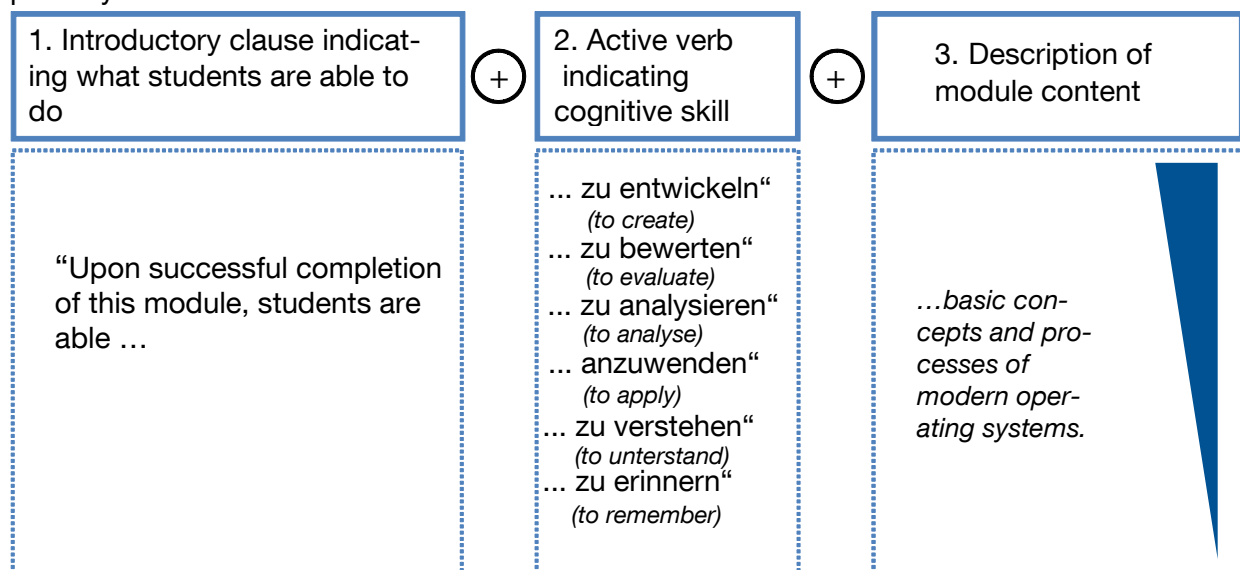 1. Introductory clause indicat-
ing what students are able to
do
+
2. Active verb
indicating
cognitive skill
+
3. Description of
module content
“Upon successful completion
of this module, students are
able …
... zu entwickeln“
(to create)
... zu bewerten“
(to evaluate)
... zu analysieren“
(to analyse)
... anzuwenden“
(to apply)
... zu verstehen“
(to unterstand)
... zu erinnern“
(to remember)
…basic con-
cepts and pro-
cesses of
modern oper-
ating systems.